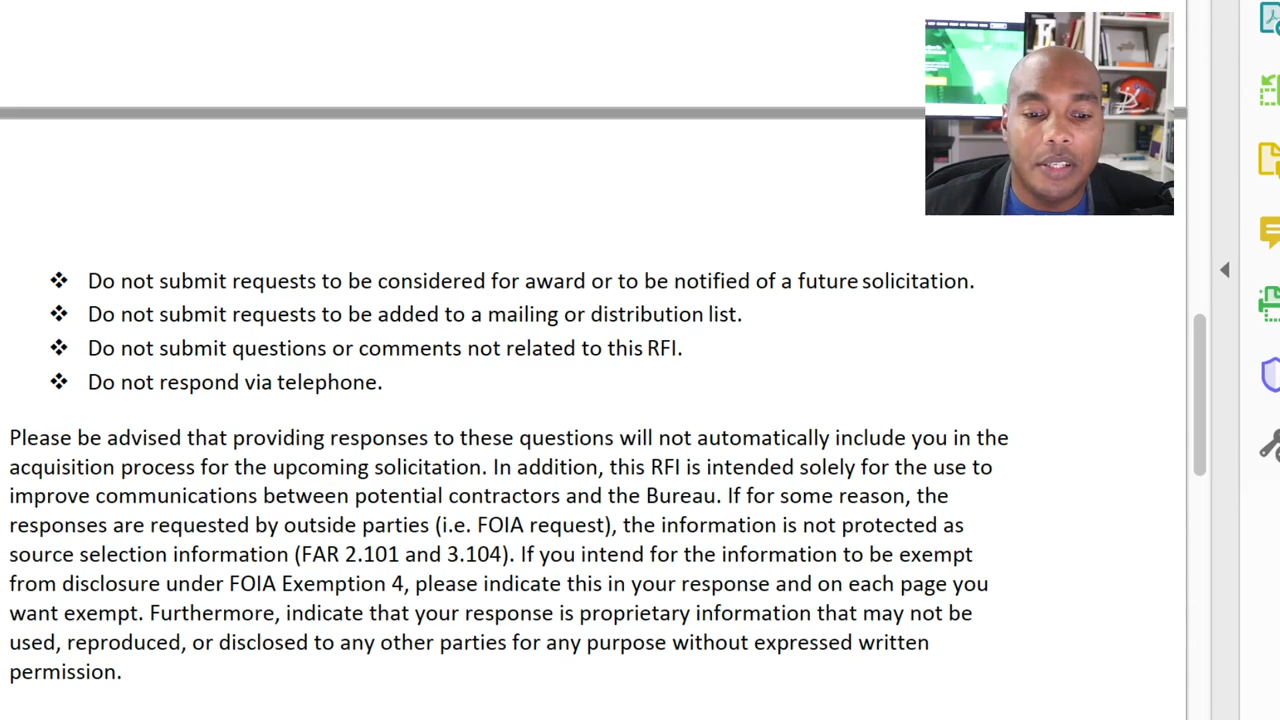 ❖ Do not submit requests to be considered for award or to be notified of a future solicitation.
❖ Do not submit requests to be added to a mailing or distribution list.
❖ Do not submit questions or comments not related to this RFI.
❖ Do not respond via telephone.
Please be advised that providing responses to these questions will not automatically include you in the
acquisition process for the upcoming solicitation. In addition, this RFI is intended solely for the use to
improve communications between potential contractors and the Bureau. If for some reason, the
responses are requested by outside parties (i.e. FOIA request), the information is not protected as
source selection information (FAR 2.101 and 3.104). If you intend for the information to be exempt
from disclosure under FOIA Exemption 4, please indicate this in your response and on each page you
want exempt. Furthermore, indicate that your response is proprietary information that may not be
used, reproduced, or disclosed to any other parties for any purpose without expressed written
permission.